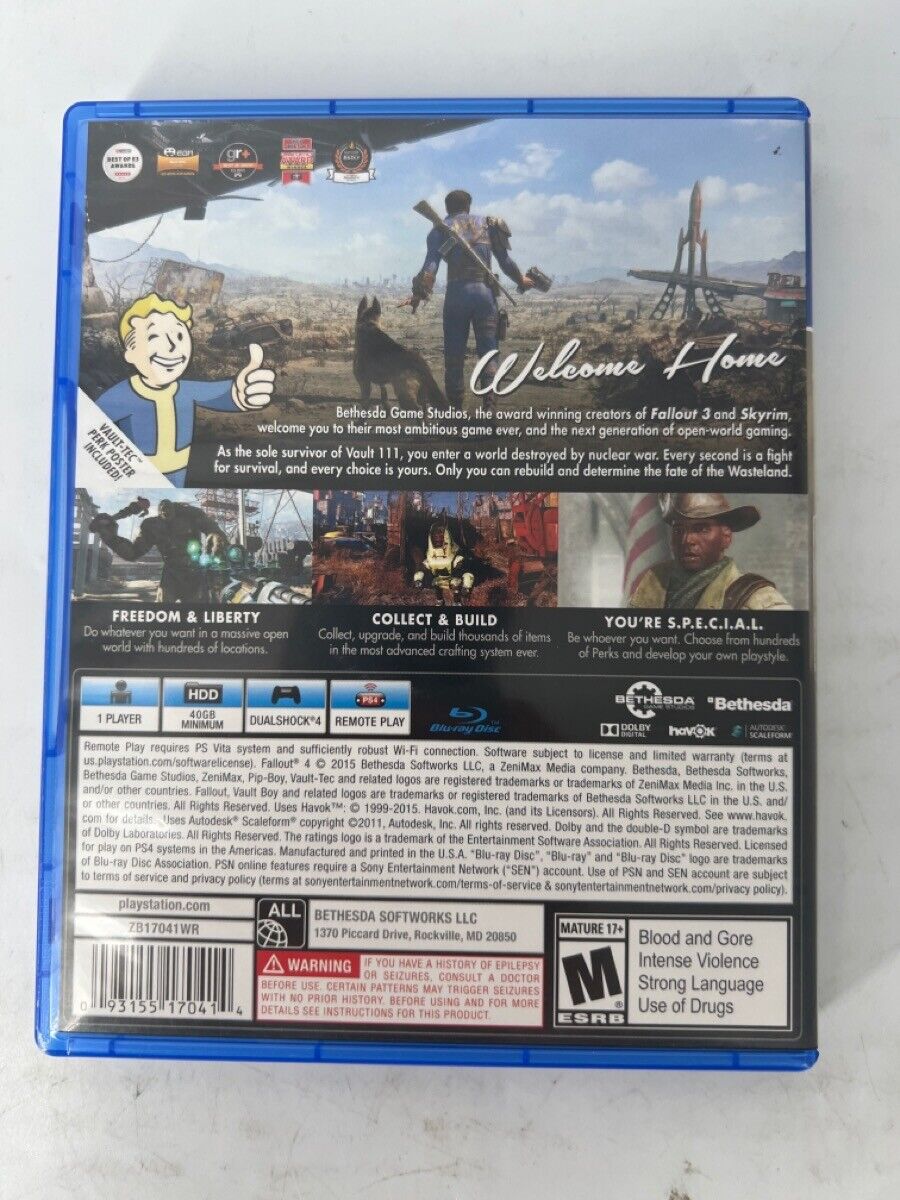 BEST OF E3
AWARDS
gr+
Welcome Home
Bethesda Game Studios, the award winning creators of Fallout 3 and Skyrim,
welcome you to their most ambitious game ever, and the next generation of open-world gaming.
As the sole survivor of Vault 111, you enter a world destroyed by nuclear war. Every second is a fight
for survival, and every choice is yours. Only you can rebuild and determine the fate of the Wasteland.
VAULT-TEC™
PERK POSTER
INCLUDED!
FREEDOM & LIBERTY
Do whatever you want in a massive open
world with hundreds of locations.
COLLECT & BUILD
Collect, upgrade, and build thousands of items
in the most advanced crafting system ever.
YOU'RE S.P.E.C.I.A.L.
Be whoever you want. Choose from hundreds
of Perks and develop your own playstyle.
1 PLAYER
HDD
40GB
MINIMUM
DUALSHOCK®4
PS4
REMOTE PLAY
Blu-ray Disc™
BETHESDA
GAME STUDIOS
Bethesda
DOLBY
DIGITAL
havok
AUTODESK
SCALEFORM
Remote Play requires PS Vita system and sufficiently robust Wi-Fi connection. Software subject to license and limited warranty (terms at
us.playstation.com/softwarelicense). Fallout® 4 © 2015 Bethesda Softworks LLC, a ZeniMax Media company. Bethesda, Bethesda Softworks,
Bethesda Game Studios, ZeniMax, Pip-Boy, Vault-Tec and related logos are registered trademarks or trademarks of ZeniMax Media Inc. in the U.S.
and/or other countries. Fallout, Vault Boy and related logos are trademarks or registered trademarks of Bethesda Softworks LLC in the U.S. and/
or other countries. All Rights Reserved. Uses Havok™: © 1999-2015. Havok.com, Inc. (and its Licensors). All Rights Reserved. See www.havok.
com for details. Uses Autodesk® Scaleform® copyright ©2011, Autodesk, Inc. All rights reserved. Dolby and the double-D symbol are trademarks
of Dolby Laboratories. All Rights Reserved. The ratings logo is a trademark of the Entertainment Software Association. All Rights Reserved. Licensed
for play on PS4 systems in the Americas. Manufactured and printed in the U.S.A. "Blu-ray Disc", "Blu-ray" and "Blu-ray Disc" logo are trademarks
of Blu-ray Disc Association. PSN online features require a Sony Entertainment Network ("SEN") account. Use of PSN and SEN account are subject
to terms of service and privacy policy (terms at sonyentertainmentnetwork.com/terms-of-service & sonyentertainmentnetwork.com/privacy policy).
playstation.com
ZB17041WR
0 93155 17041 4
ALL
BETHESDA SOFTWORKS LLC
1370 Piccard Drive, Rockville, MD 20850
WARNING IF YOU HAVE A HISTORY OF EPILEPSY
OR SEIZURES, CONSULT A DOCTOR
BEFORE USE. CERTAIN PATTERNS MAY TRIGGER SEIZURES
WITH NO PRIOR HISTORY. BEFORE USING AND FOR MORE
DETAILS SEE INSTRUCTIONS FOR THIS PRODUCT.
MATURE 17+
M®
ESRB
Blood and Gore
Intense Violence
Strong Language
Use of Drugs